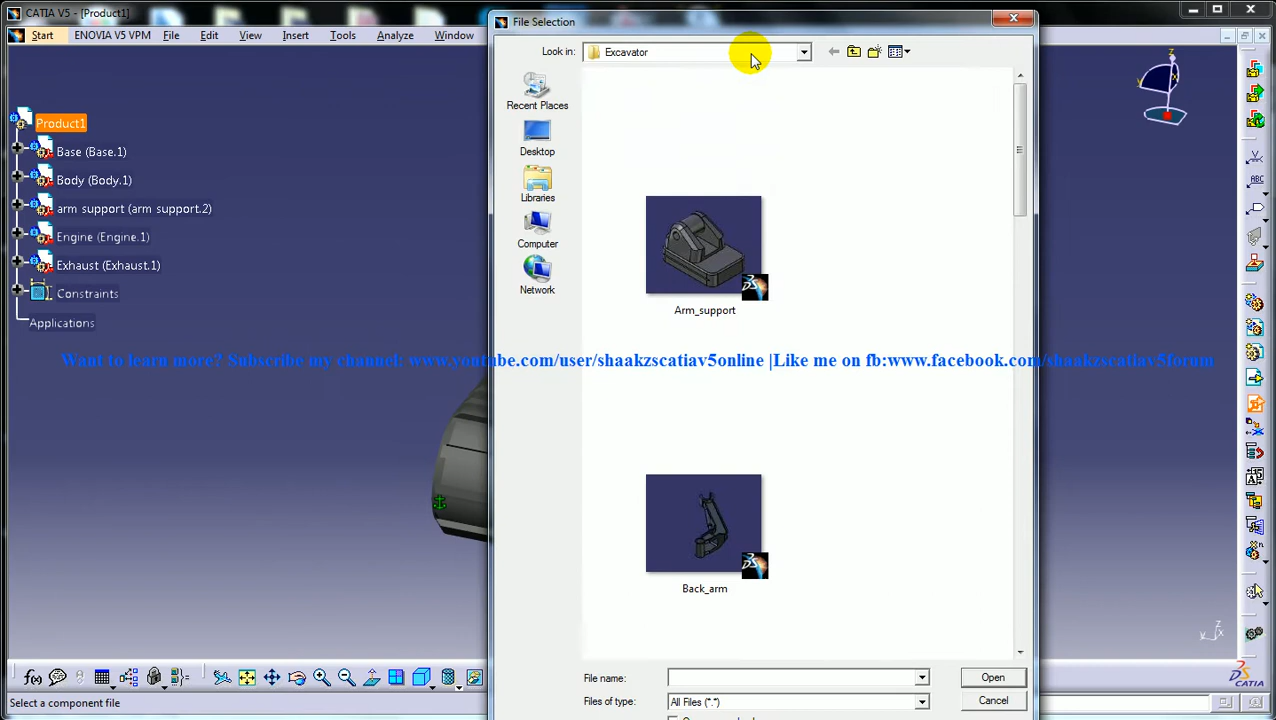 CATIA V5 - [Product1]
File Selection
Start
ENOVIA V5 VPM
File
Edit
View
Insert
Tools
Analyze
Window
Look in:
Excavator
Recent Places
Desktop
Libraries
Computer
Network
Product1
Base (Base.1)
Body (Body.1)
arm support (arm support.2)
Engine (Engine.1)
Exhaust (Exhaust.1)
Constraints
Applications
Arm_support
Want to learn more? Subscribe my channel: www.youtube.com/user/shaakzscatiav5online |Like me on fb:www.facebook.com/shaakzscatiav5forum
Back_arm
File name:
Open
Files of type:
All Files (*.*)
Cancel
Select a component file